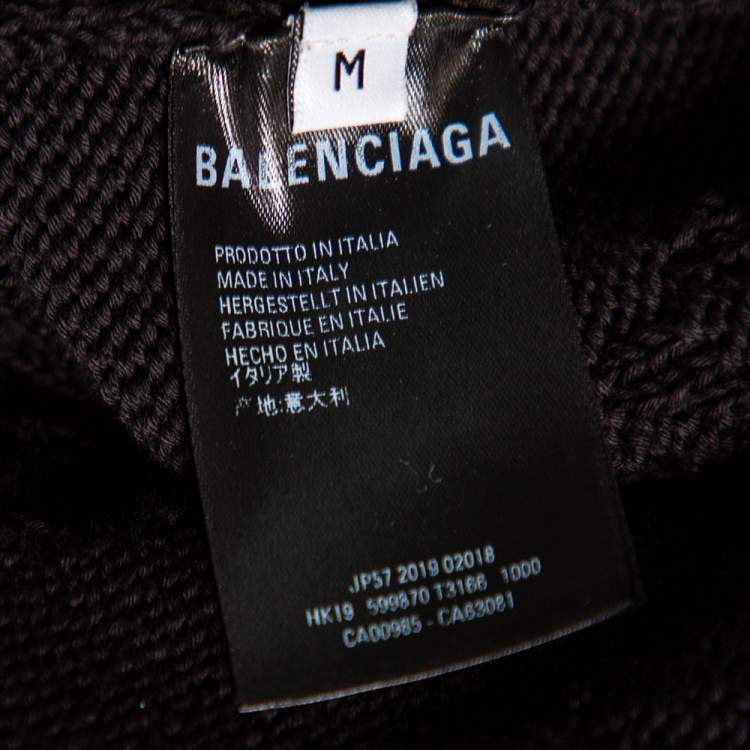 M
BALENCIAGA
PRODOTTO IN ITALIA
MADE IN ITALY
HERGESTELLT IN ITALIEN
FABRIQUE EN ITALIE
HECHO EN ITALIA
イタリア製
产地:意大利
JP57 2019 02018
HK19 599870 T3166 1000
CA00985 - CA63081